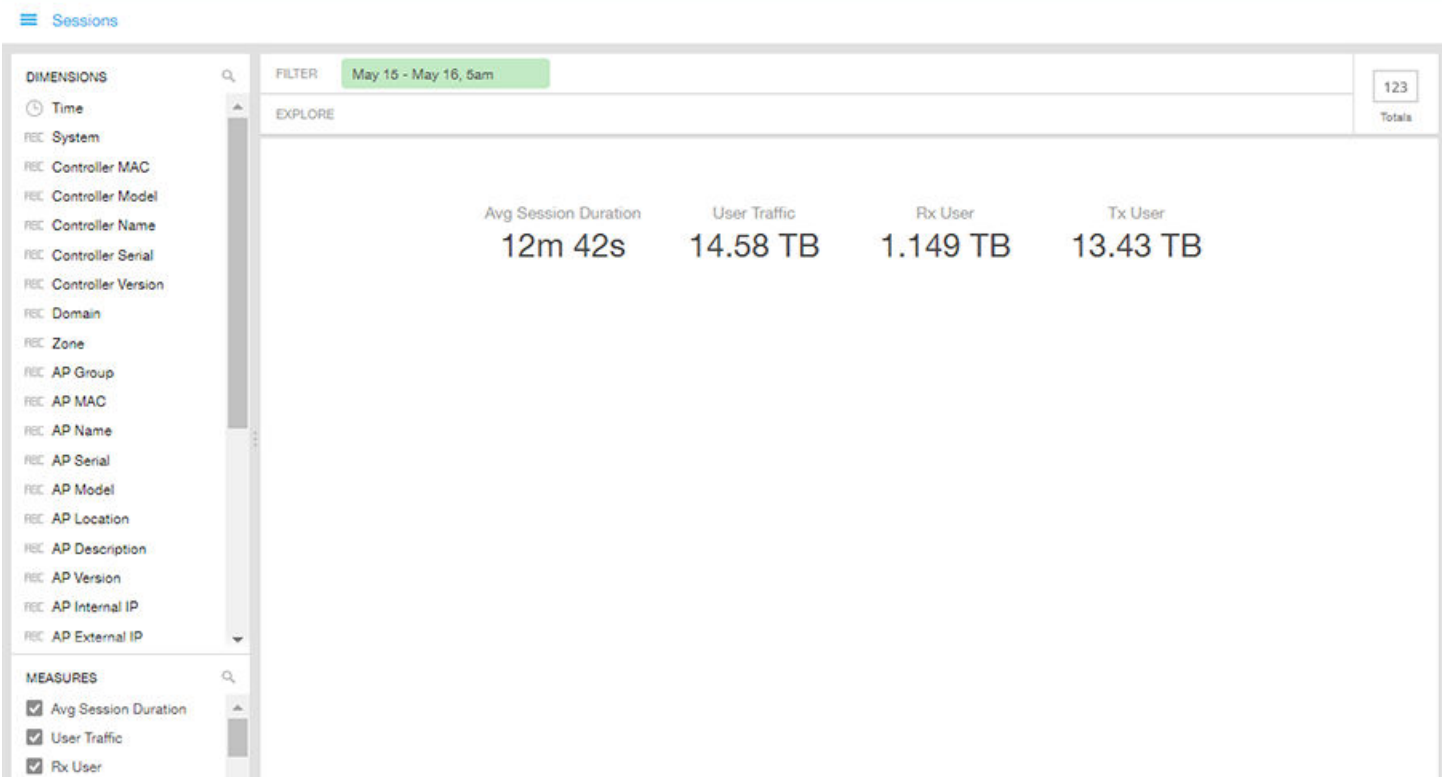 Sessions
DIMENSIONS
Time
System
Controller MAC
Controller Model
Controller Name
Controller Serial
Controller Version
Domain
Zone
AP Group
AP MAC
AP Name
AP Serial
AP Model
AP Location
AP Description
AP Version
AP Internal IP
AP External IP
MEASURES
Avg Session Duration
User Traffic
Rx User
FILTER May 15 - May 16, 5am
EXPLORE
123
Totals
Avg Session Duration User Traffic Rx User Tx User
12m 42s 14.58 TB 1.149 TB 13.43 TB